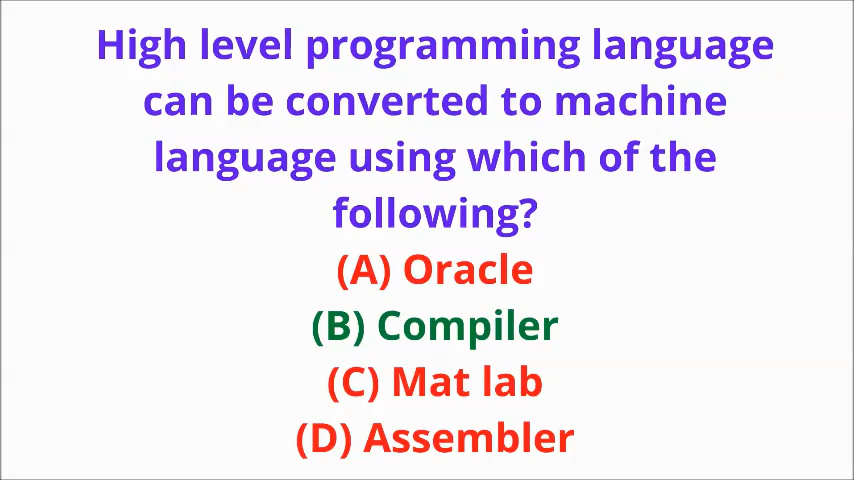 High level programming language
can be converted to machine
language using which of the
following?
(A) Oracle
(B) Compiler
(C) Mat lab
(D) Assembler